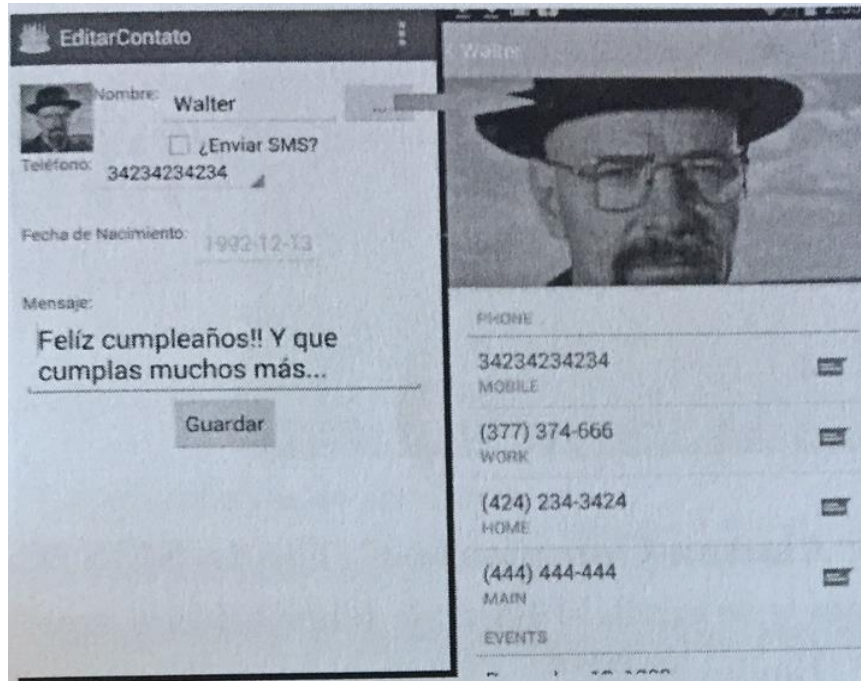 EditarContato
Nombre:
Walter
...
¿Enviar SMS?
Teléfono:
34234234234
Fecha de Nacimiento:
1992-12-13
Mensaje:
Felíz cumpleaños!! Y que
cumplas muchos más...
Guardar
Walter
PHONE
34234234234
MOBILE
(377) 374-666
WORK
(424) 234-3424
HOME
(444) 444-444
MAIN
EVENTS